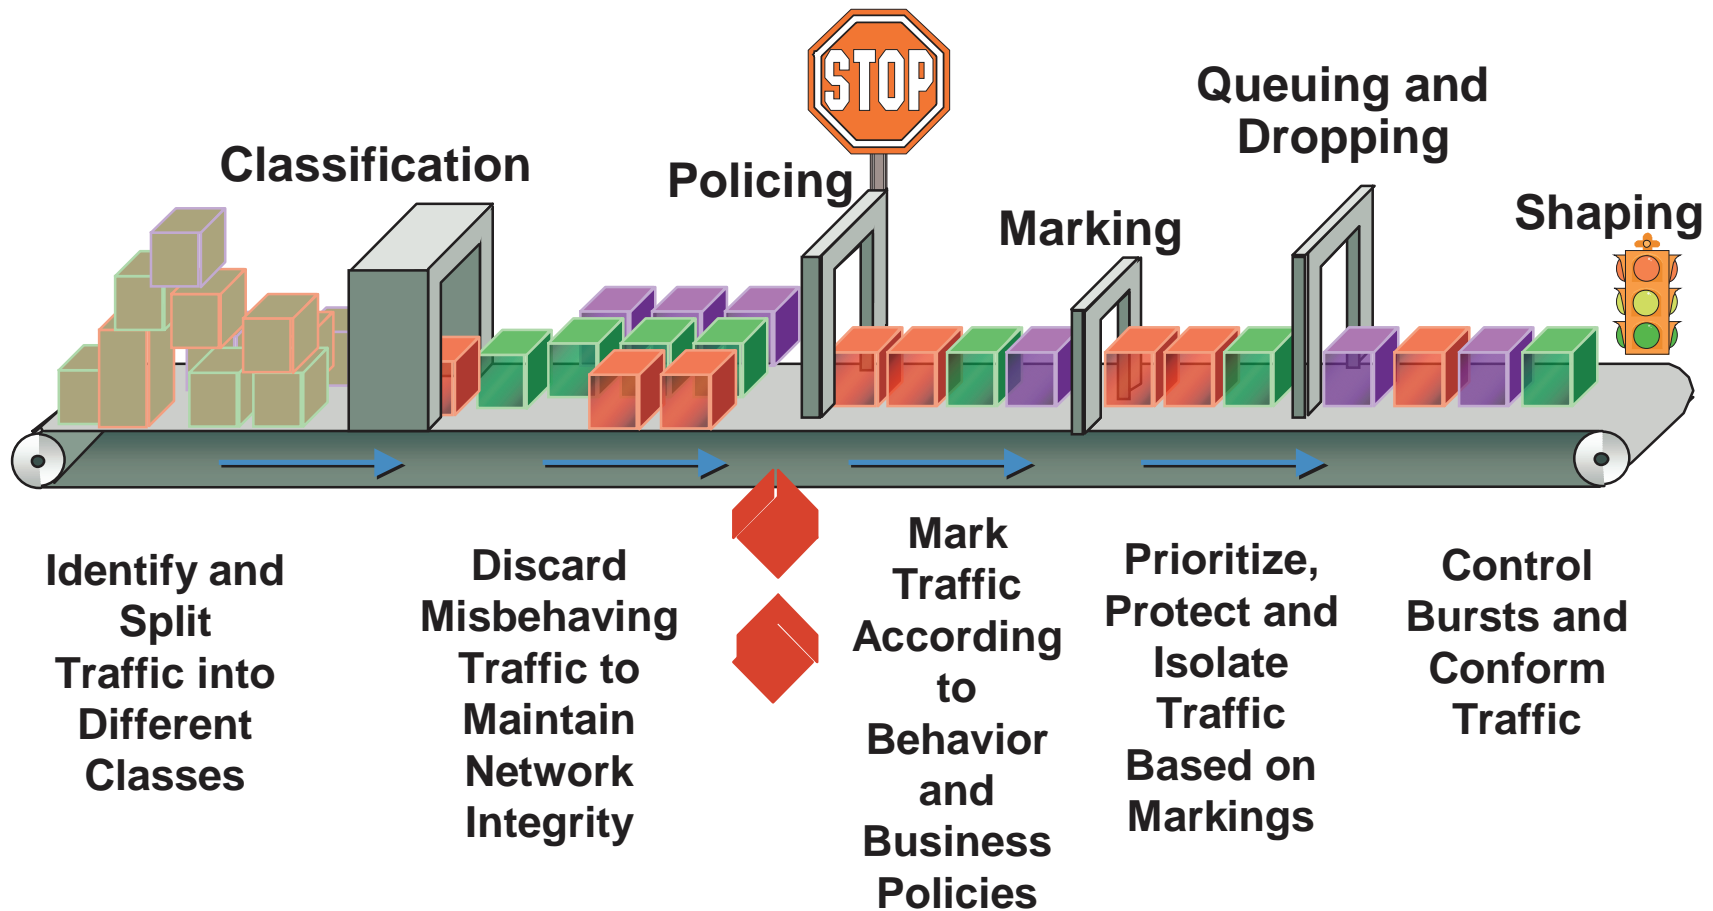 STOP
Classification
Policing
Marking
Queuing and
Dropping
Shaping
Identify and
Split
Traffic into
Different
Classes
Discard
Misbehaving
Traffic to
Maintain
Network
Integrity
Mark
Traffic
According
to
Behavior
and
Business
Policies
Prioritize,
Protect and
Isolate
Traffic
Based on
Markings
Control
Bursts and
Conform
Traffic